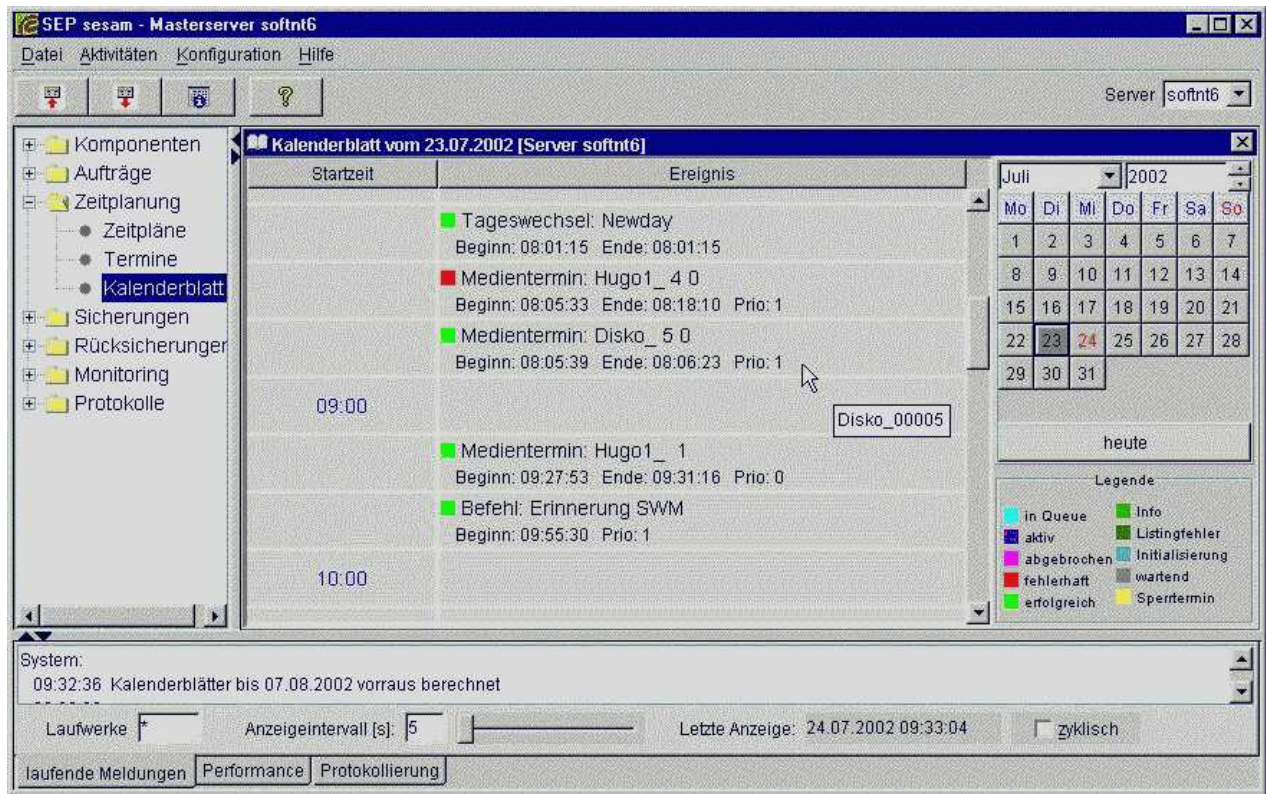 SEP sesam - Masterserver softnt6
Datei Aktivitäten Konfiguration Hilfe
Server softnt6
Komponenten
Aufträge
Zeitplanung
Zeitpläne
Termine
Kalenderblatt
Sicherungen
Rücksicherunger
Monitoring
Protokolle
Kalenderblatt vom 23.07.2002 [Server softnt6]
Startzeit Ereignis
Tageswechsel: Newday
Beginn: 08:01:15 Ende: 08:01:15
Medientermin: Hugo1_ 4 0
Beginn: 08:05:33 Ende: 08:18:10 Prio: 1
Medientermin: Disko_ 5 0
Beginn: 08:05:39 Ende: 08:06:23 Prio: 1
09:00
Disko_00005
Medientermin: Hugo1_ 1
Beginn: 09:27:53 Ende: 09:31:16 Prio: 0
Befehl: Erinnerung SWM
Beginn: 09:55:30 Prio: 1
10:00
Juli 2002
Mo Di Mi Do Fr Sa So
1 2 3 4 5 6 7
8 9 10 11 12 13 14
15 16 17 18 19 20 21
22 23 24 25 26 27 28
29 30 31
heute
Legende
in Queue Info
aktiv Listingfehler
abgebrochen Initialisierung
fehlerhaft wartend
erfolgreich Sperrtermin
System:
09:32:36 Kalenderblätter bis 07.08.2002 vorraus berechnet
Laufwerke * Anzeigeintervall [s]: 5 Letzte Anzeige: 24.07.2002 09:33:04 zyklisch
laufende Meldungen Performance Protokollierung